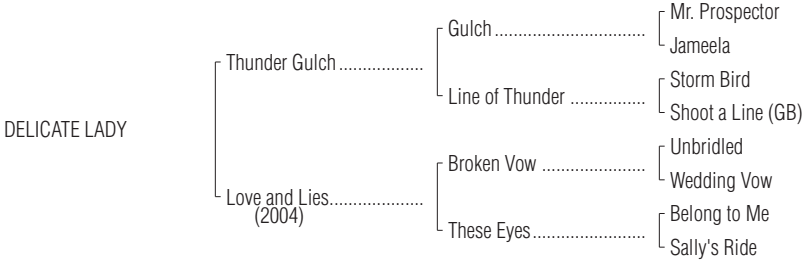 Mr. Prospector
Gulch ................................
Jameela
Thunder Gulch ..................
Storm Bird
Line of Thunder ................
Shoot a Line (GB)
DELICATE LADY
Unbridled
Broken Vow ......................
Wedding Vow
Love and Lies....................
(2004)
Belong to Me
These Eyes........................
Sally's Ride